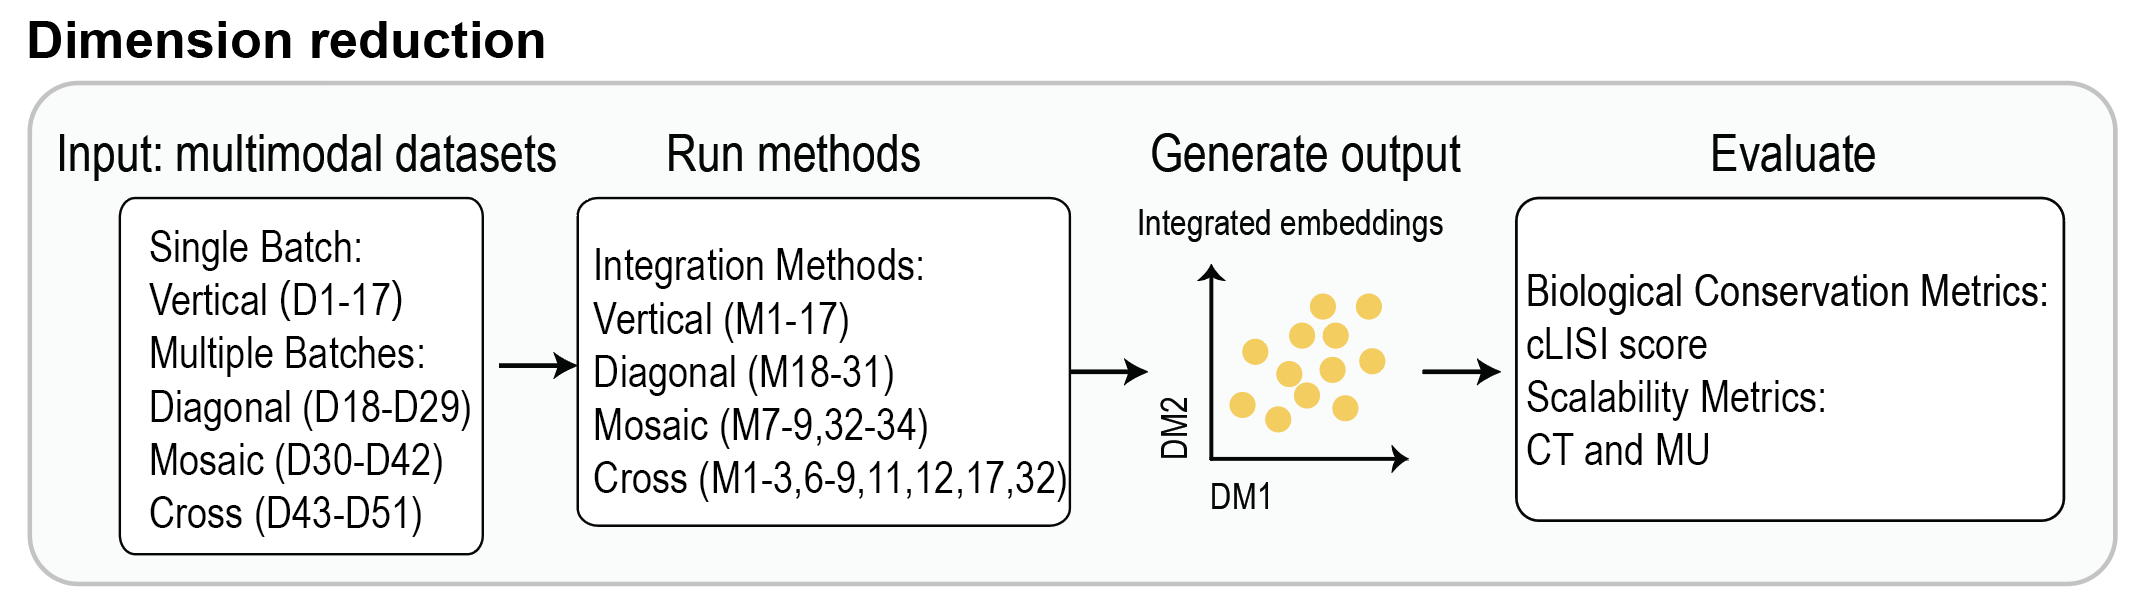 Dimension reduction
Input: multimodal datasets
Single Batch:
Vertical (D1-17)
Multiple Batches:
Diagonal (D18-D29)
Mosaic (D30-D42)
Cross (D43-D51)
Run methods
Integration Methods:
Vertical (M1-17)
Diagonal (M18-31)
Mosaic (M7-9,32-34)
Cross (M1-3,6-9,11,12,17,32)
Generate output
Integrated embeddings
DM2
DM1
Evaluate
Biological Conservation Metrics:
cLISI score
Scalability Metrics:
CT and MU